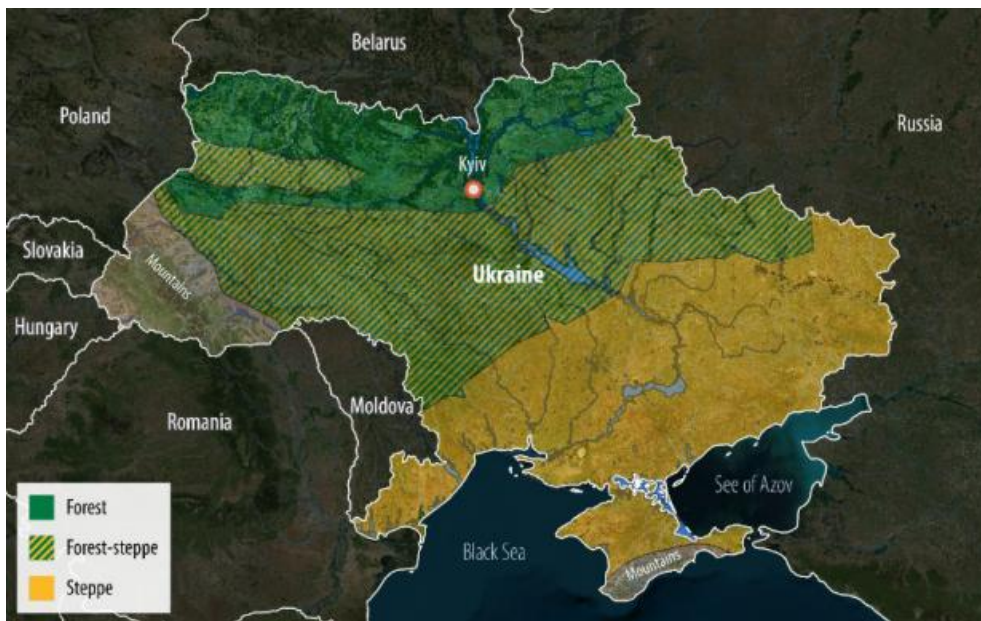 Belarus
Poland
Russia
Kyiv
Slovakia
Mountains
Ukraine
Hungary
Romania
Moldova
See of Azov
Black Sea
Mountains
Forest
Forest-steppe
Steppe